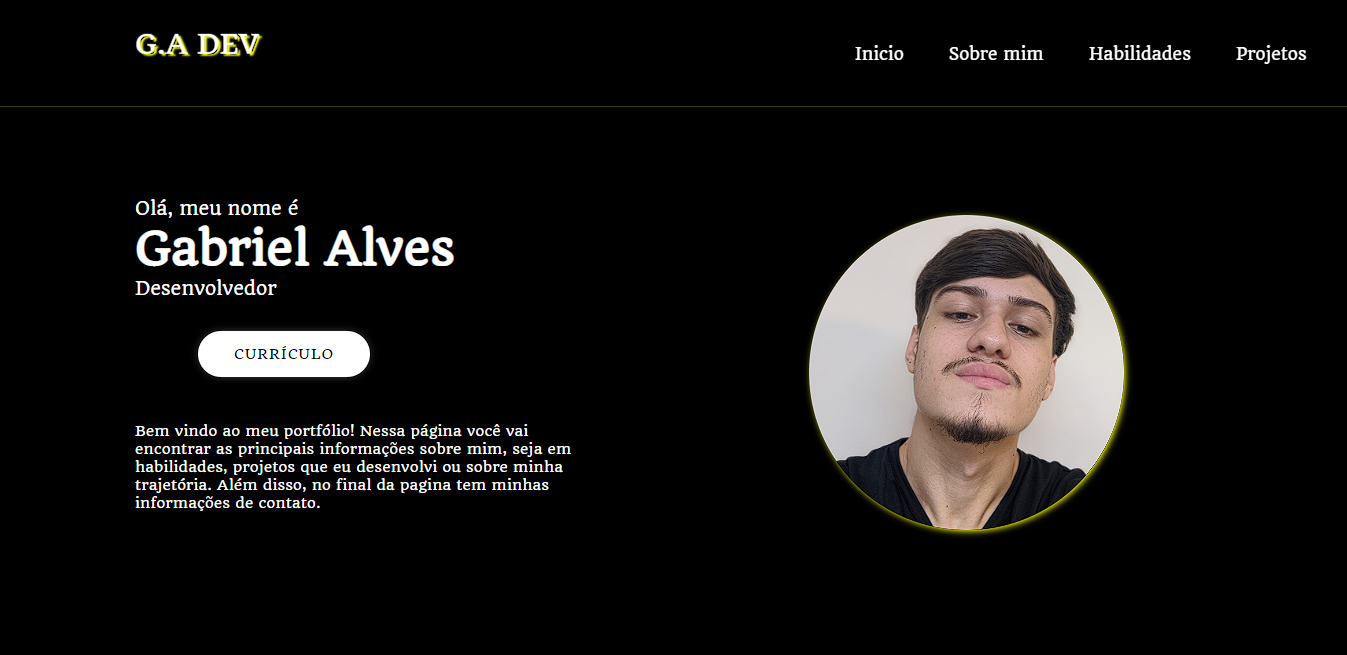 G.A DEV
Inicio Sobre mim Habilidades Projetos
Olá, meu nome é
Gabriel Alves
Desenvolvedor
CURRÍCULO
Bem vindo ao meu portfólio! Nessa página você vai
encontrar as principais informações sobre mim, seja em
habilidades, projetos que eu desenvolvi ou sobre minha
trajetória. Além disso, no final da pagina tem minhas
informações de contato.